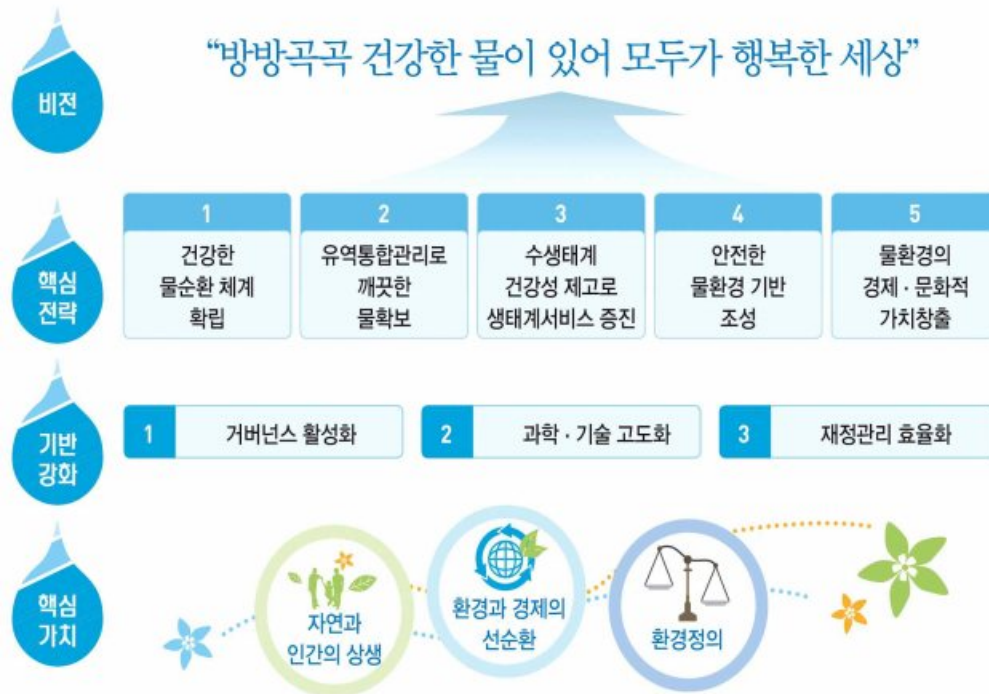 비전
“방방곡곡 건강한 물이 있어 모두가 행복한 세상”
핵심
전략
1
건강한
물순환 체계
확립
2
유역통합관리로
깨끗한
물확보
3
수생태계
건강성 제고로
생태계서비스 증진
4
안전한
물환경 기반
조성
5
물환경의
경제 · 문화적
가치창출
기반
강화
1
거버넌스 활성화
2
과학 · 기술 고도화
3
재정관리 효율화
핵심
가치
자연과
인간의 상생
환경과 경제의
선순환
환경정의